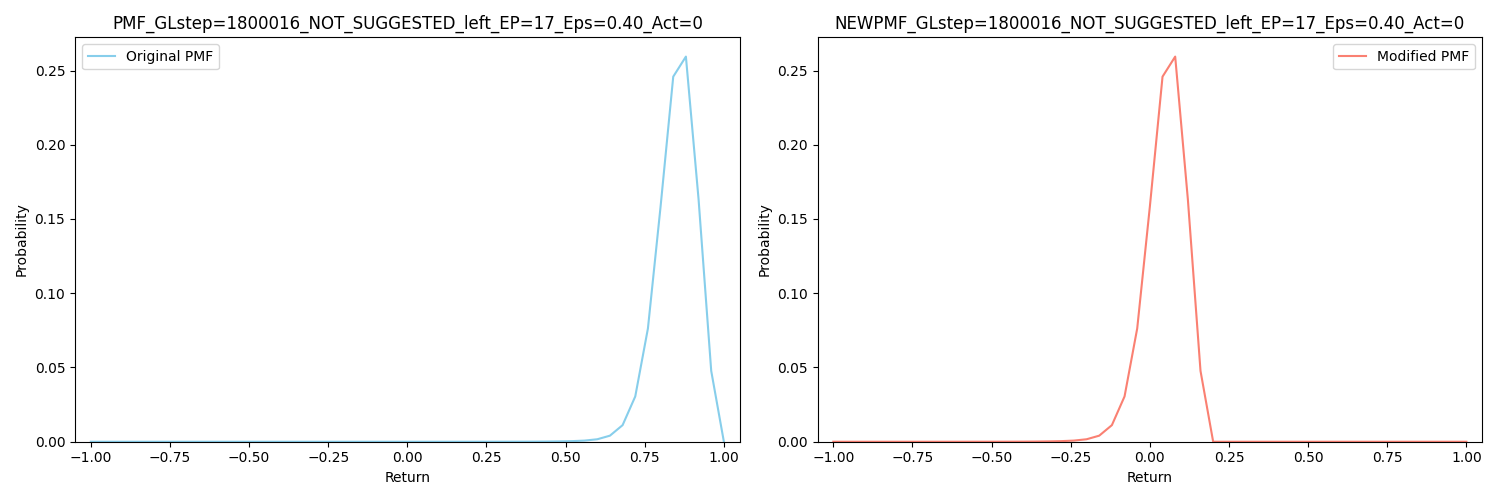 PMF_GLstep=1800016_NOT_SUGGESTED_left_EP=17_Eps=0.40_Act=0
Original PMF
Probability
0.25
0.20
0.15
0.10
0.05
0.00
−1.00 −0.75 −0.50 −0.25 0.00 0.25 0.50 0.75 1.00
Return
NEWPMF_GLstep=1800016_NOT_SUGGESTED_left_EP=17_Eps=0.40_Act=0
Modified PMF
Probability
0.25
0.20
0.15
0.10
0.05
0.00
−1.00 −0.75 −0.50 −0.25 0.00 0.25 0.50 0.75 1.00
Return